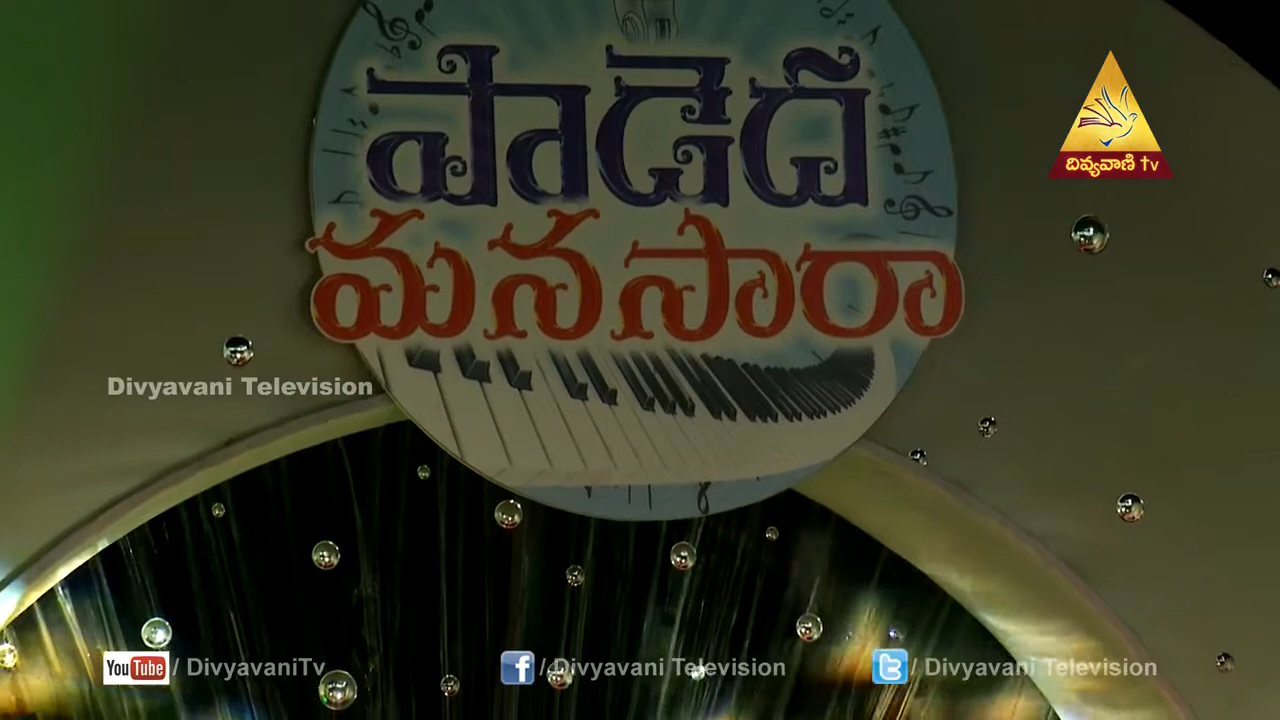 పాడెద
మనసారా
దివ్యవాణి tv
Divyavani Television
YouTube / DivyavaniTv
f / Divyavani Television
t / Divyavani Television